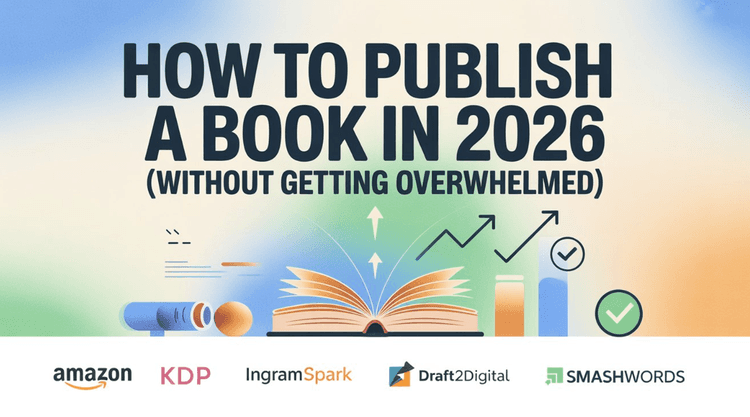 HOW TO PUBLISH
A BOOK IN 2026
(WITHOUT GETTING OVERWHELMED)
amazon KDP IngramSpark Draft2Digital SMASHWORDS